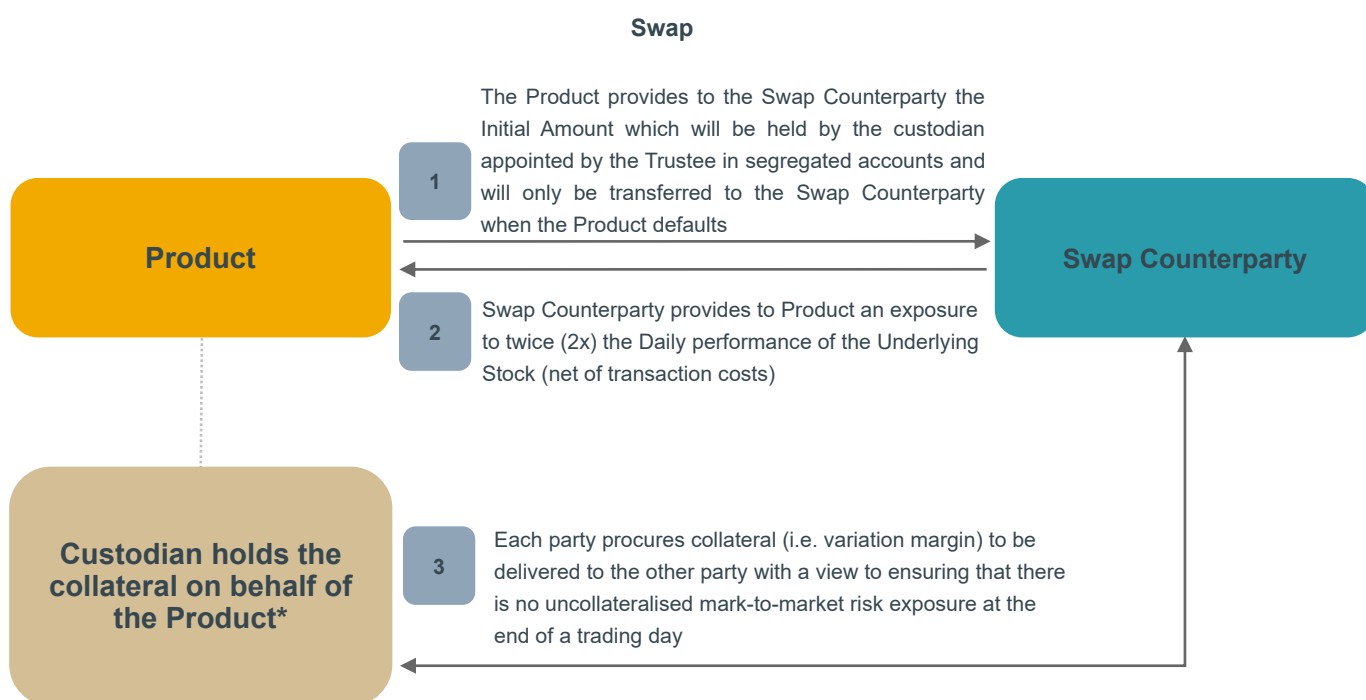 Swap
The Product provides to the Swap Counterparty the
Initial Amount which will be held by the custodian
appointed by the Trustee in segregated accounts and
will only be transferred to the Swap Counterparty
when the Product defaults
1
Product
Swap Counterparty
2
Swap Counterparty provides to Product an exposure
to twice (2x) the Daily performance of the Underlying
Stock (net of transaction costs)
Custodian holds the
collateral on behalf of
the Product*
3
Each party procures collateral (i.e. variation margin) to be
delivered to the other party with a view to ensuring that there
is no uncollateralised mark-to-market risk exposure at the
end of a trading day